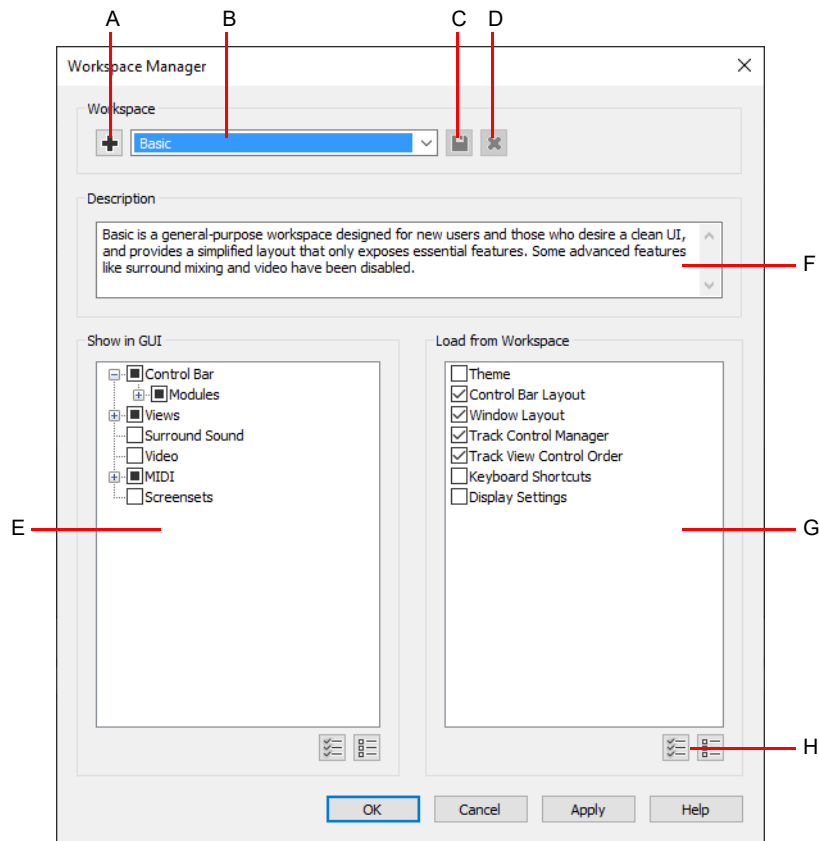 A B C D
Workspace Manager
Workspace
Basic
Description
Basic is a general-purpose workspace designed for new users and those who desire a clean UI,
and provides a simplified layout that only exposes essential features. Some advanced features
like surround mixing and video have been disabled.
F
Show in GUI
Control Bar
Modules
Views
Surround Sound
Video
MIDI
Screensets
E
Load from Workspace
Theme
Control Bar Layout
Window Layout
Track Control Manager
Track View Control Order
Keyboard Shortcuts
Display Settings
G
H
OK Cancel Apply Help